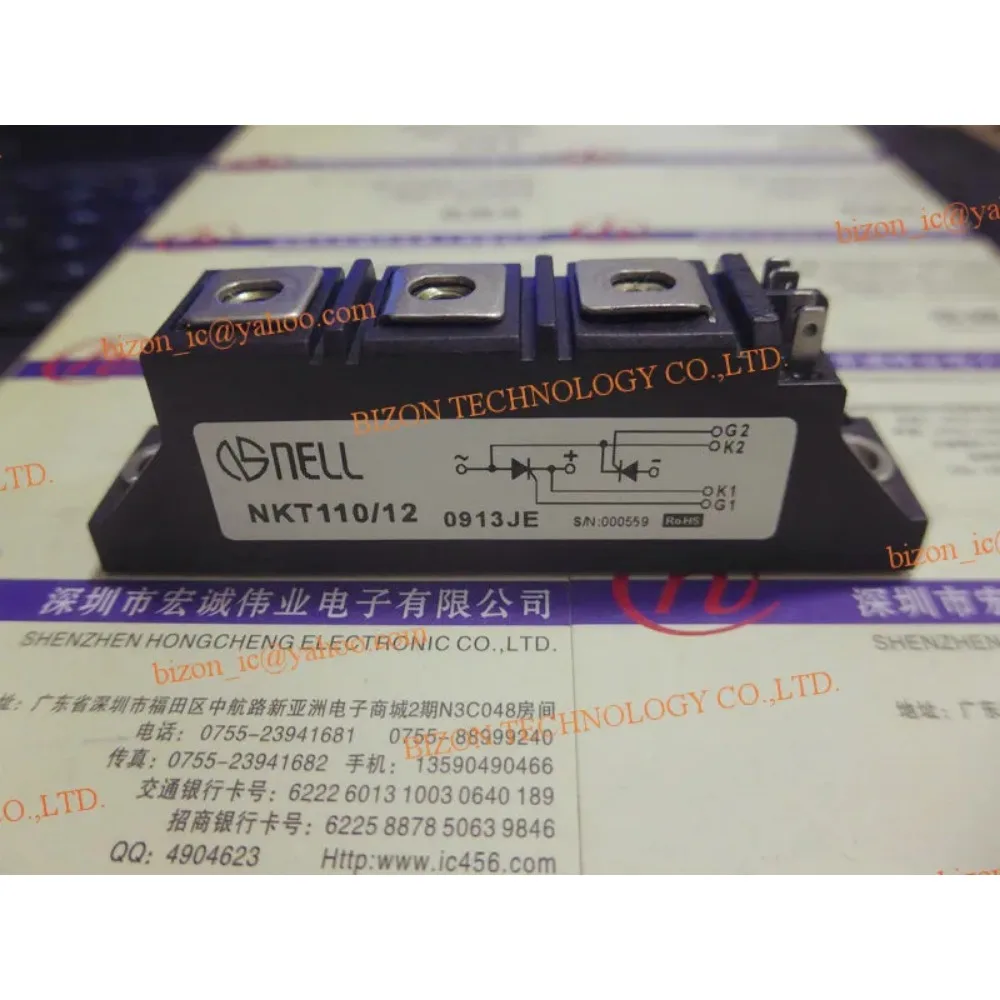 bizon_ic@ya
bizon_ic@yahoo.com
BIZON TECHNOLOGY CO.,LTD.
LTD.
NELL
NKT110/12 0913JE S/N:000559 RoHS
~ + -
G2
K2
K1
G1
bizon_ic@y
深圳市宏诚伟业电子有限公司
SHENZHEN HONGCHENG ELECTRONIC CO.,LTD.
bizon_ic@yahoo.com
址：广东省深圳市福田区中航路新亚洲电子商城2期N3C048房间
电话：0755-23941681 0755-88999240
BIZON TECHNOLOGY CO.,LTD.
传真：0755-23941682 手机：13590490466
交通银行卡号：6222 6013 1003 0640 189
招商银行卡号：6225 8878 5063 9846
QQ：4904623 Http:www.ic456.com
O.,LTD.
深圳市宏
SHENZHEN
地址：广东